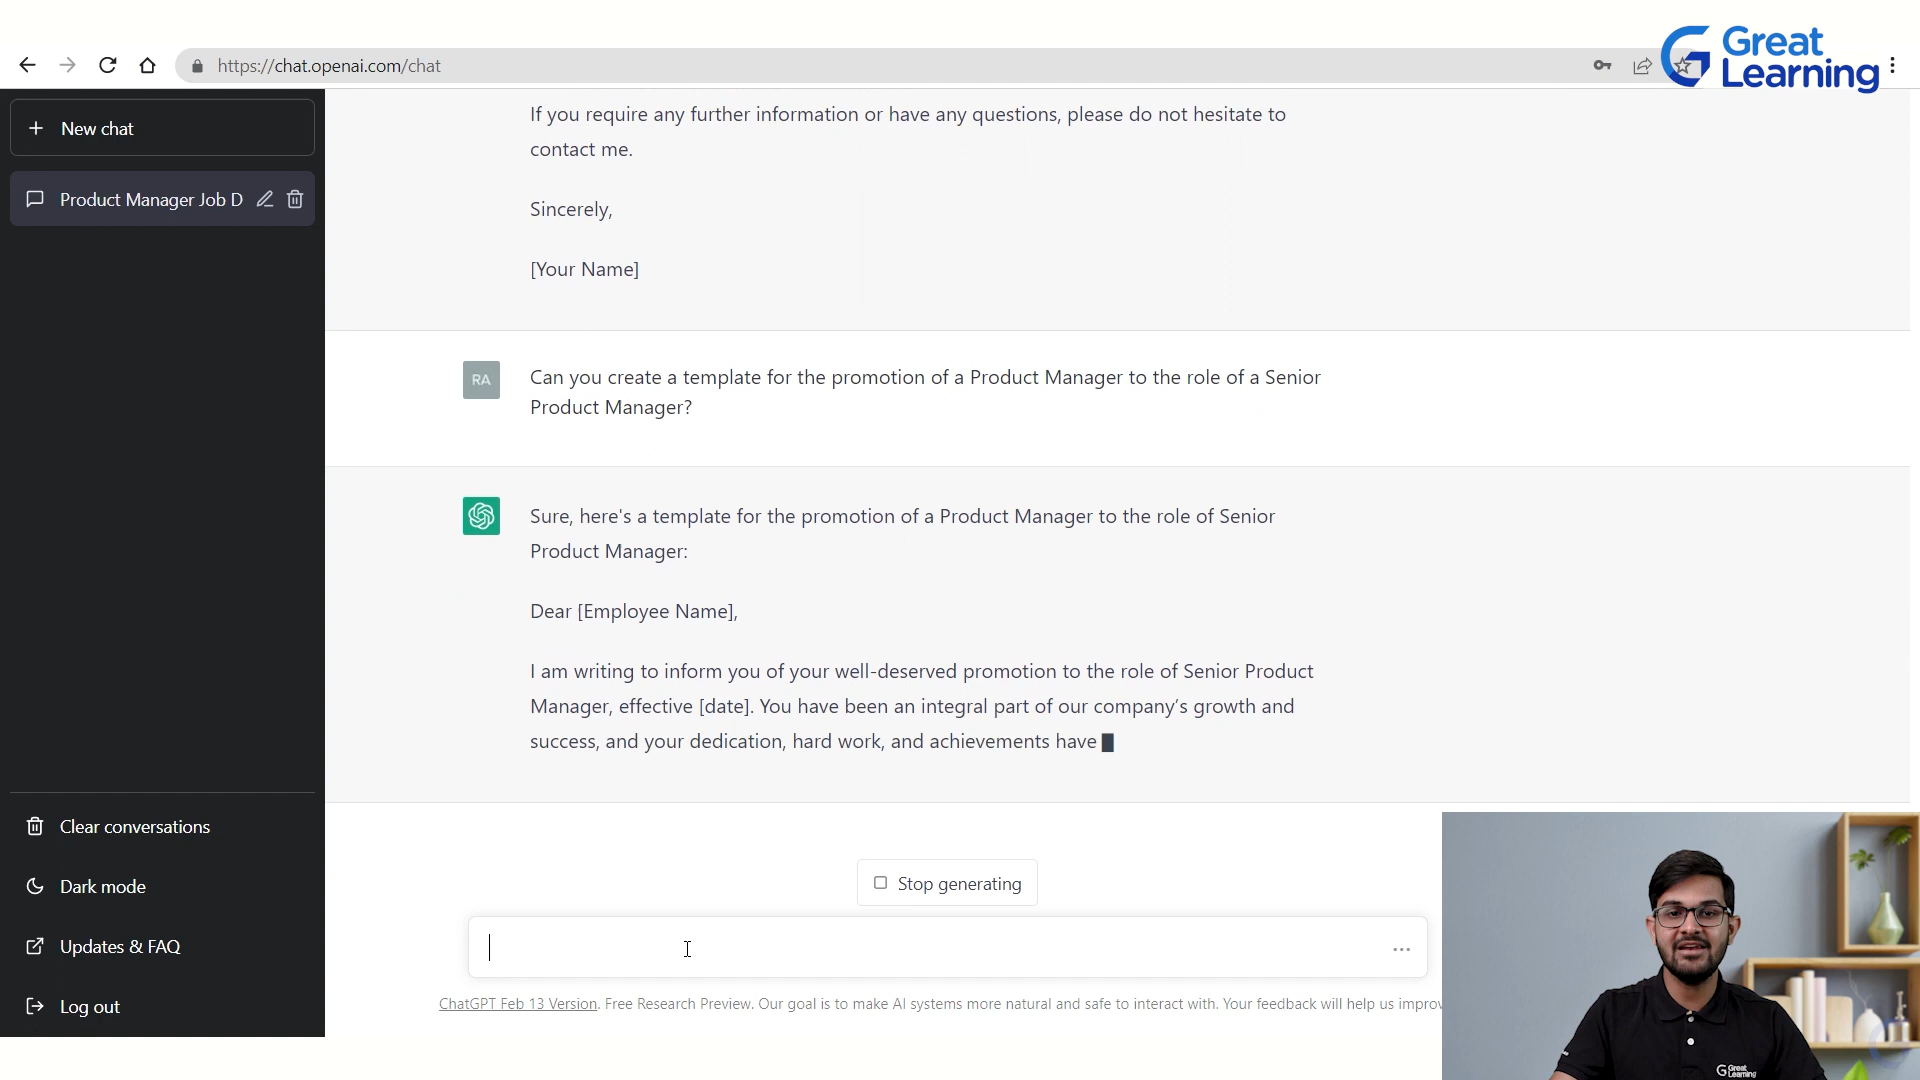 Great
Learning
https://chat.openai.com/chat
New chat
Product Manager Job D
If you require any further information or have any questions, please do not hesitate to
contact me.
Sincerely,
[Your Name]
RA
Can you create a template for the promotion of a Product Manager to the role of a Senior
Product Manager?
Sure, here's a template for the promotion of a Product Manager to the role of Senior
Product Manager:
Dear [Employee Name],
I am writing to inform you of your well-deserved promotion to the role of Senior Product
Manager, effective [date]. You have been an integral part of our company's growth and
success, and your dedication, hard work, and achievements have
Clear conversations
Dark mode
Updates & FAQ
Log out
Stop generating
ChatGPT Feb 13 Version. Free Research Preview. Our goal is to make AI systems more natural and safe to interact with. Your feedback will help us improv
Great
Learning